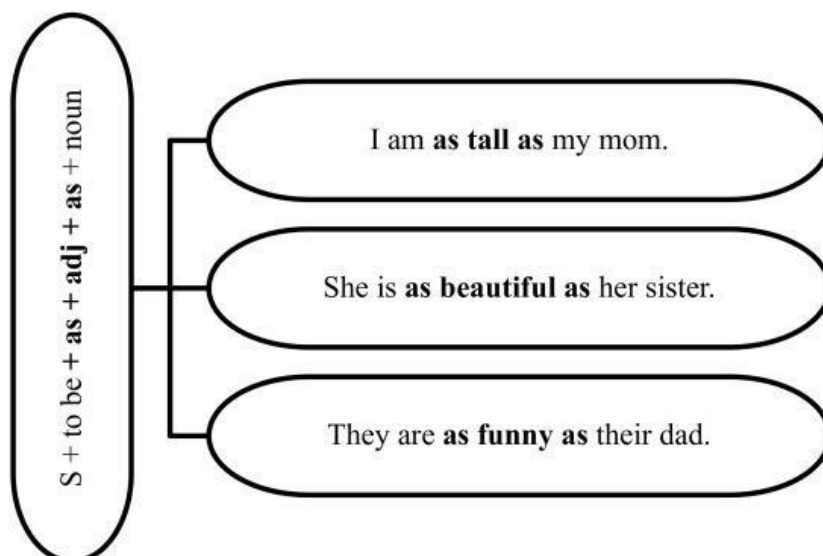 S + to be + as + adj + as + noun
I am as tall as my mom.
She is as beautiful as her sister.
They are as funny as their dad.